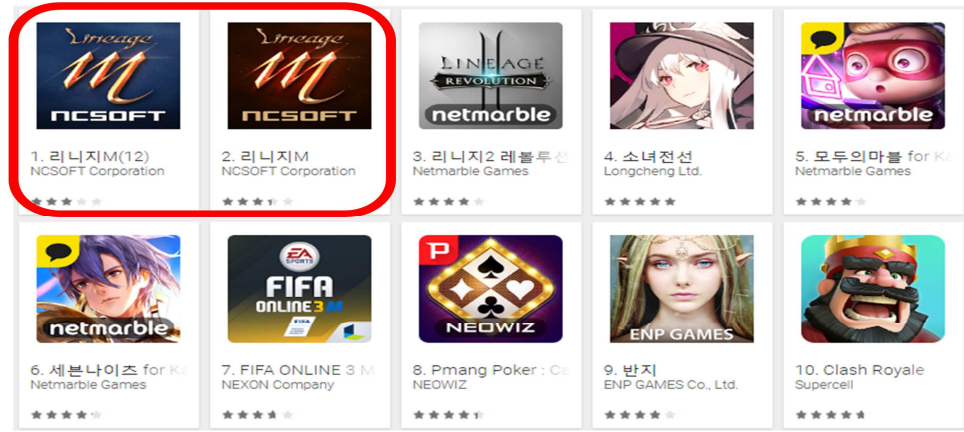 Lineage
M
NCSOFT
1. 리니지M(12)
NCSOFT Corporation
Lineage
M
NCSOFT
2. 리니지M
NCSOFT Corporation
LINEAGE
II
REVOLUTION
netmarble
3. 리니지2 레볼루션
Netmarble Games
4. 소녀전선
Longcheng Ltd.
netmarble
5. 모두의마블 for Ka
Netmarble Games
netmarble
6. 세븐나이츠 for Ka
Netmarble Games
EA
SPORTS
FIFA
ONLINE 3 M
FIFA
7. FIFA ONLINE 3 M
NEXON Company
P
NEOWIZ
8. Pmang Poker : Ca
NEOWIZ
ENP GAMES
9. 반지
ENP GAMES Co., Ltd.
10. Clash Royale
Supercell